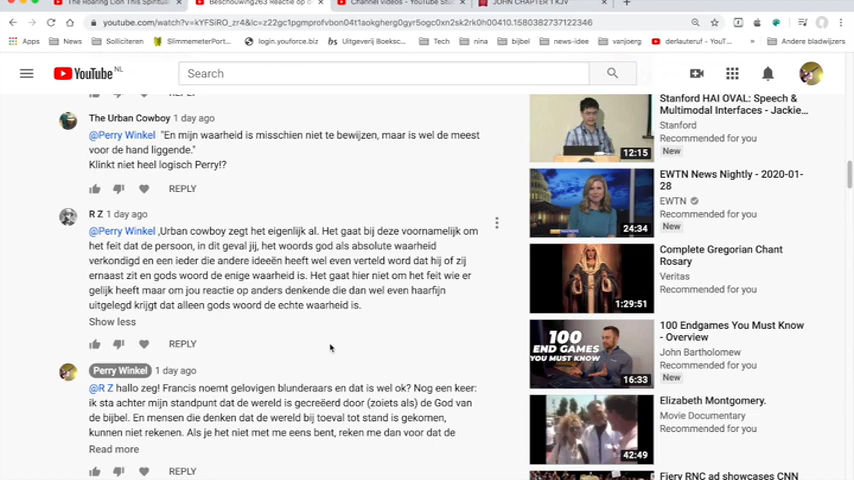 The Roaring Lion This Spiritu
Beschouwing263 Reactie op b
Channel videos - YouTube St
JOHN CHAPTER 1 KJV
youtube.com/watch?v=kYFSiRO_zr4&lc=z22gc1pgmprofvbon04t1aokgherg0gyr5ogc0xn2sk2rk0h00410.1580382737122346
Apps
News
Solliciteren
SlimmeterPort...
login.youforce.biz
Uitgeverij Boeksc...
Tech
bijbel
news-idee
vanjoerg
derlauteruf - YouT...
Andere bladwijzers
YouTube NL
Search
REPLY
The Urban Cowboy 1 day ago
@Perry Winkel "En mijn waarheid is misschien niet te bewijzen, maar is wel de meest
voor de hand liggende."
Klinkt niet heel logisch Perry!?
REPLY
R Z 1 day ago
@Perry Winkel ,Urban cowboy zegt het eigenlijk al. Het gaat bij deze voornamelijk om
het feit dat de persoon, in dit geval jij, het woords god als absolute waarheid
verkondigd en een ieder die andere ideeën heeft wel even verteld word dat hij of zij
ernaast zit en gods woord de enige waarheid is. Het gaat hier niet om het feit wie er
gelijk heeft maar om jou reactie op anders denkende die dan wel even haarfijn
uitgelegd krijgt dat alleen gods woord de echte waarheid is.
Show less
REPLY
Perry Winkel 1 day ago
@R Z hallo zeg! Francis noemt gelovigen blunderaars en dat is wel ok? Nog een keer:
ik sta achter mijn standpunt dat de wereld is gecreëerd door (zoiets als) de God van
de bijbel. En mensen die denken dat de wereld bij toeval tot stand is gekomen,
kunnen niet rekenen. Als je het niet met me eens bent, reken me dan voor dat de
Read more
REPLY
Stanford HAI OVAL: Speech &
Multimodal Interfaces - Jackie...
Stanford
Recommended for you
New
12:15
EWTN News Nightly - 2020-01-
28
EWTN
Recommended for you
New
24:34
Complete Gregorian Chant
Rosary
Veritas
Recommended for you
1:29:51
100
END GAMES
YOU MUST KNOW
16:33
100 Endgames You Must Know
- Overview
John Bartholomew
Recommended for you
New
Elizabeth Montgomery.
Movie Documentary
Recommended for you
42:49
Fiery RNC ad showcases CNN